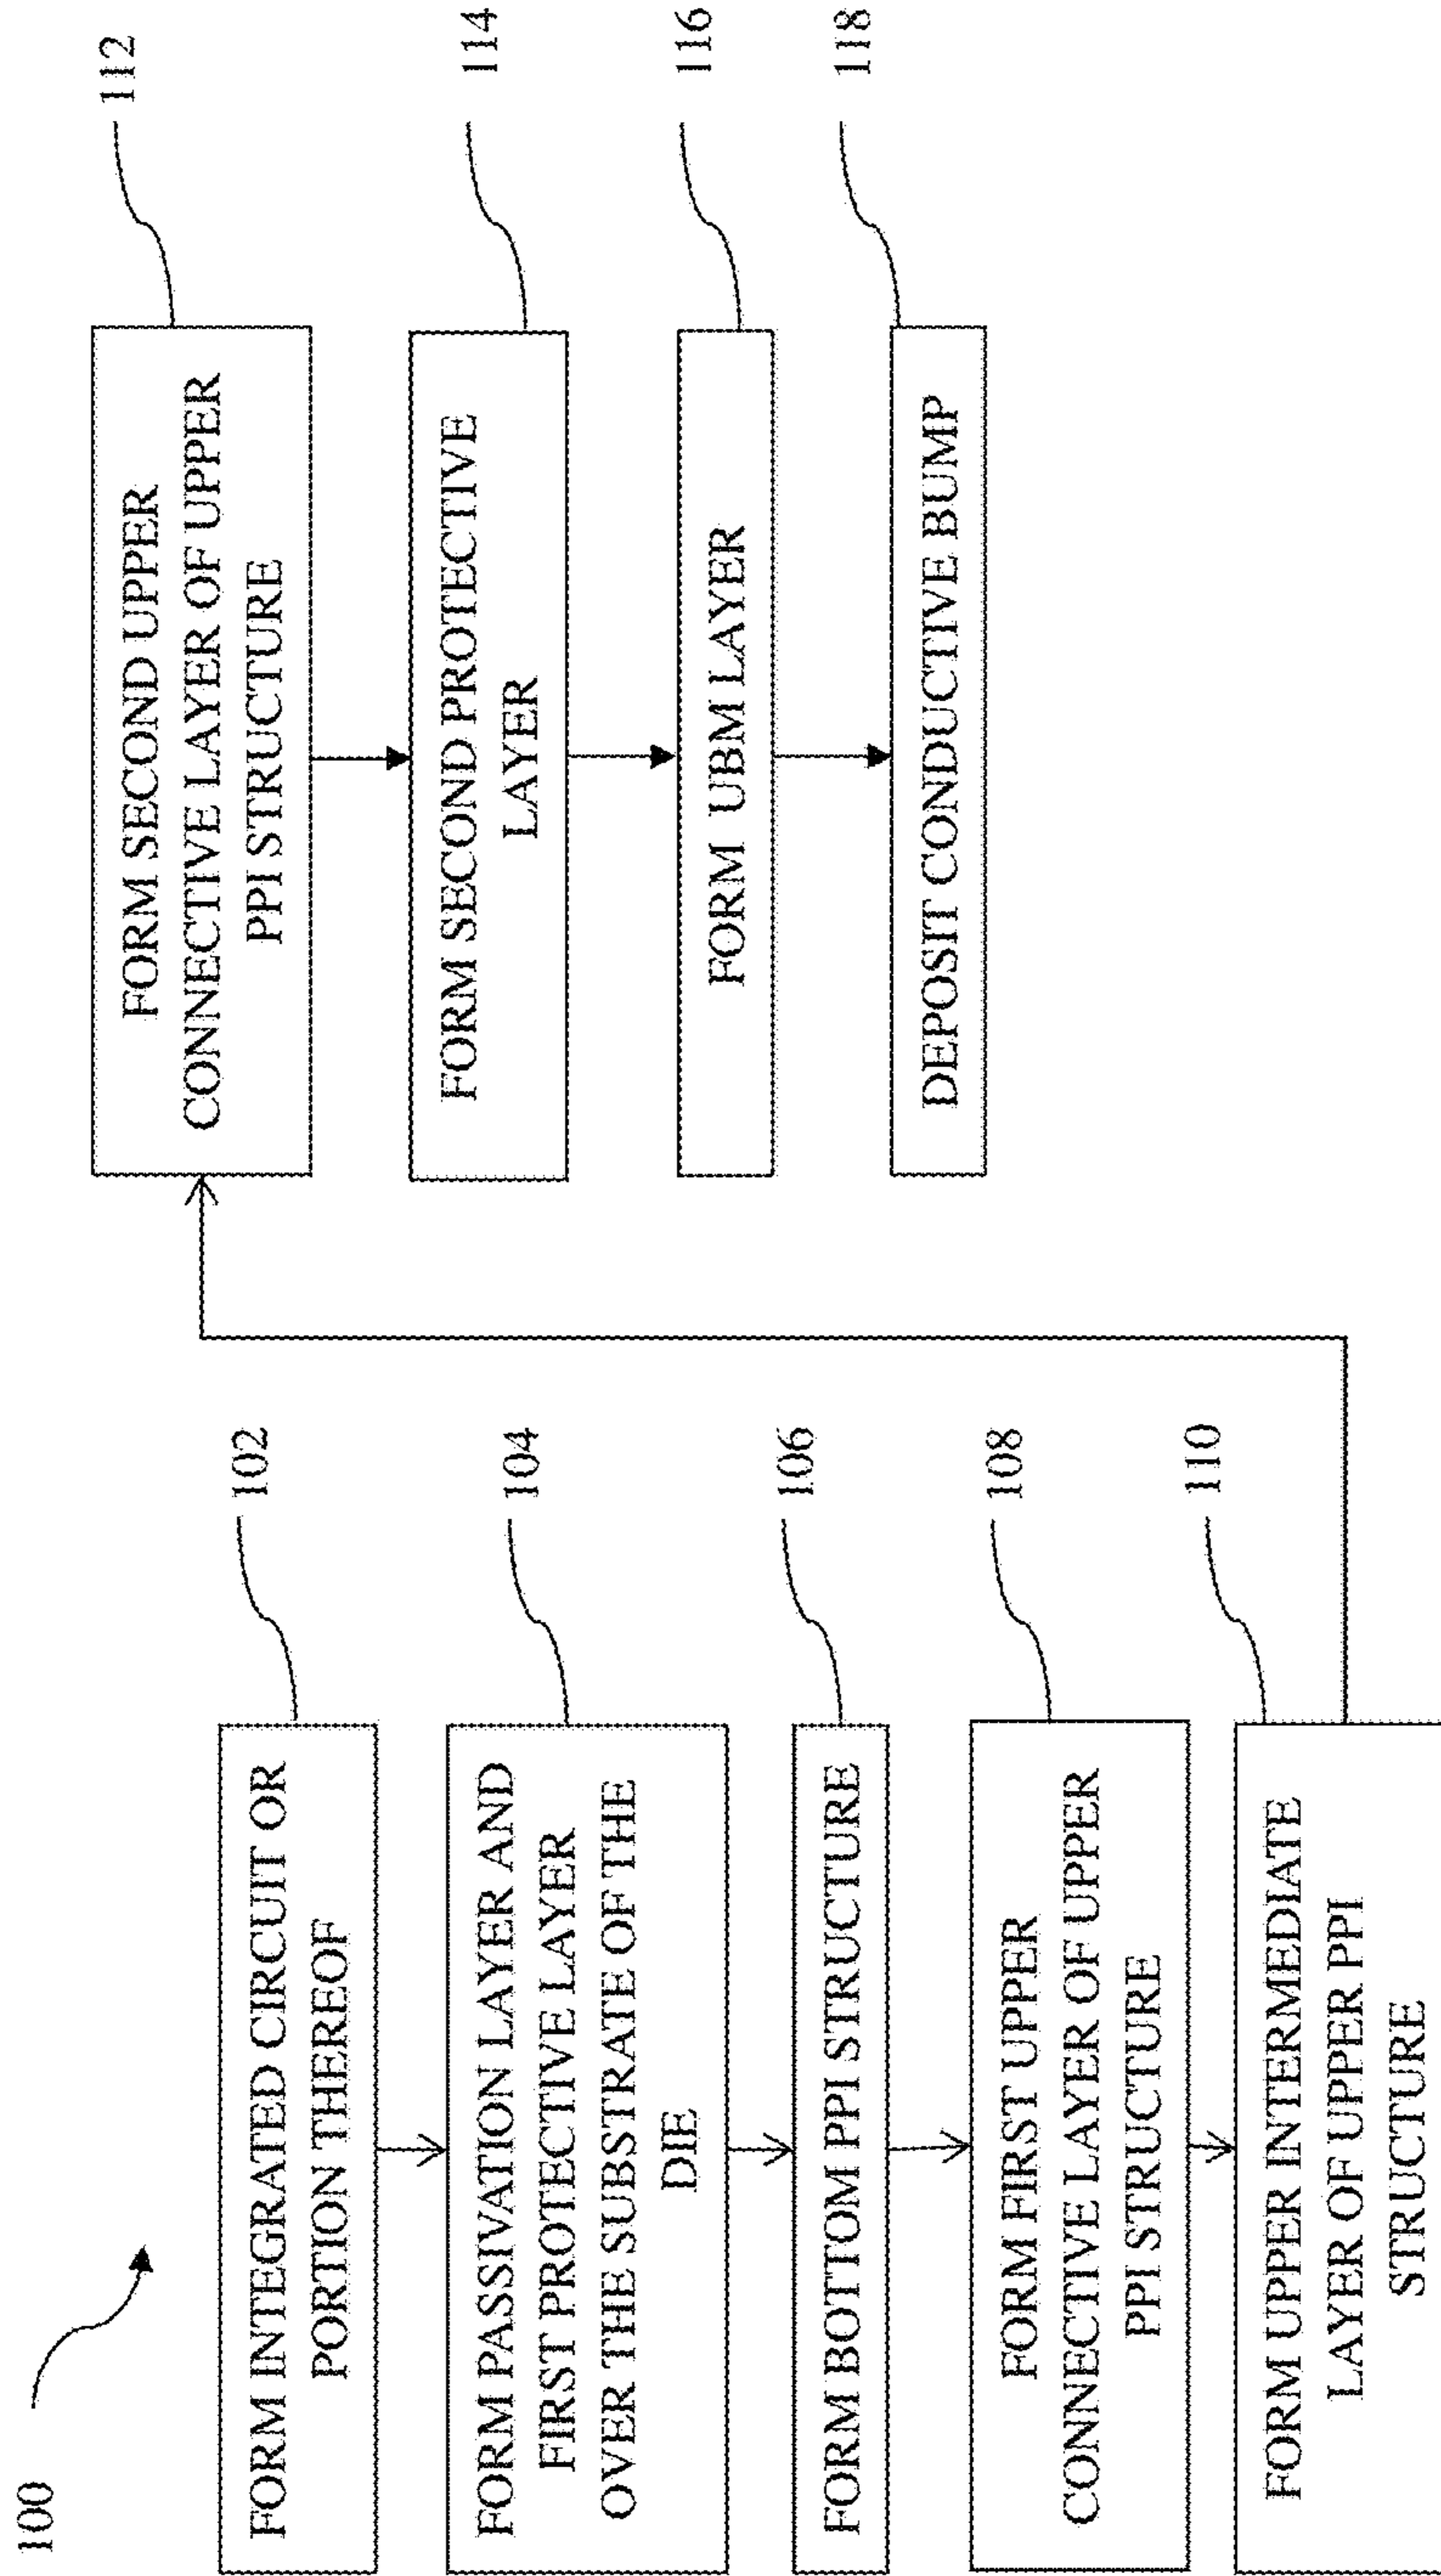 100
FORM INTEGRATED CIRCUIT OR
PORTION THEREOF
102
FORM PASSIVATION LAYER AND
FIRST PROTECTIVE LAYER
OVER THE SUBSTRATE OF THE
DIE
104
FORM BOTTOM PPI STRUCTURE
106
FORM FIRST UPPER
CONNECTIVE LAYER OF UPPER
PPI STRUCTURE
108
FORM UPPER INTERMEDIATE
LAYER OF UPPER PPI
STRUCTURE
110
FORM SECOND UPPER
CONNECTIVE LAYER OF UPPER
PPI STRUCTURE
112
FORM SECOND PROTECTIVE
LAYER
114
FORM UBM LAYER
116
DEPOSIT CONDUCTIVE BUMP
118